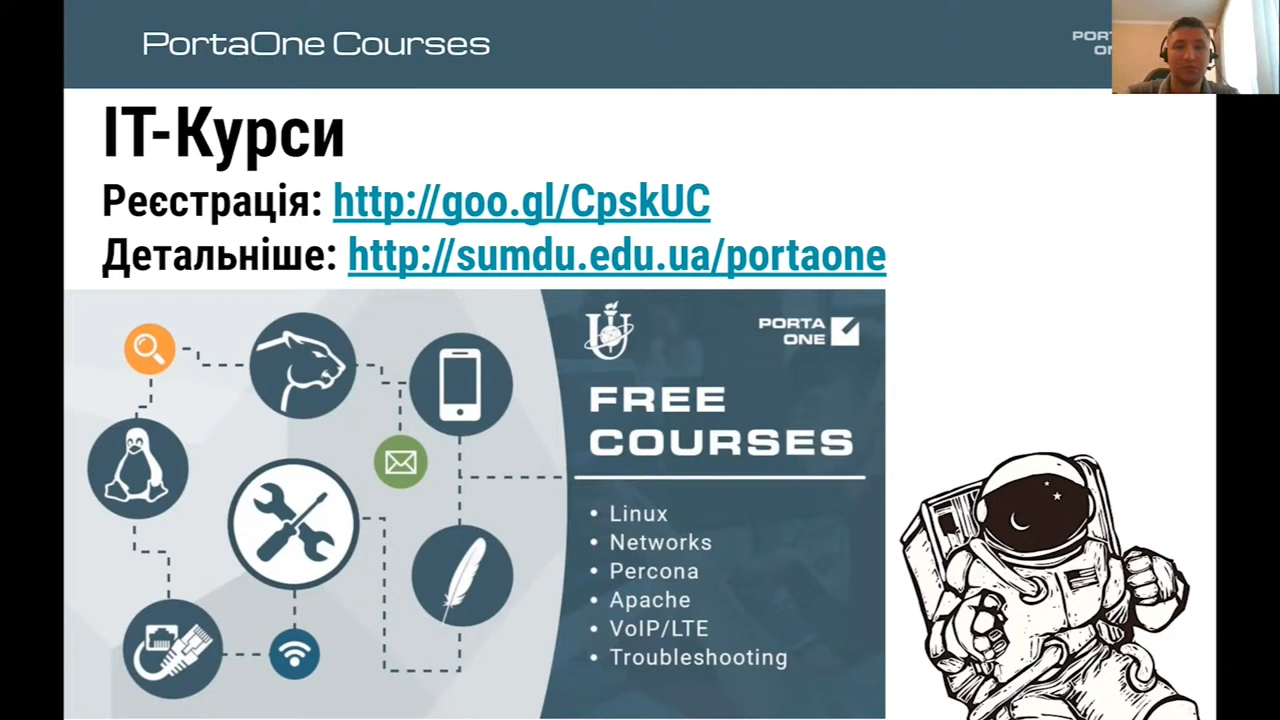 PortaOne Courses
ІТ-Курси
Реєстрація: http://goo.gl/CpskUC
Детальніше: http://sumdu.edu.ua/portaone
PORTA
ONE
FREE
COURSES
• Linux
• Networks
• Percona
• Apache
• VoIP/LTE
• Troubleshooting